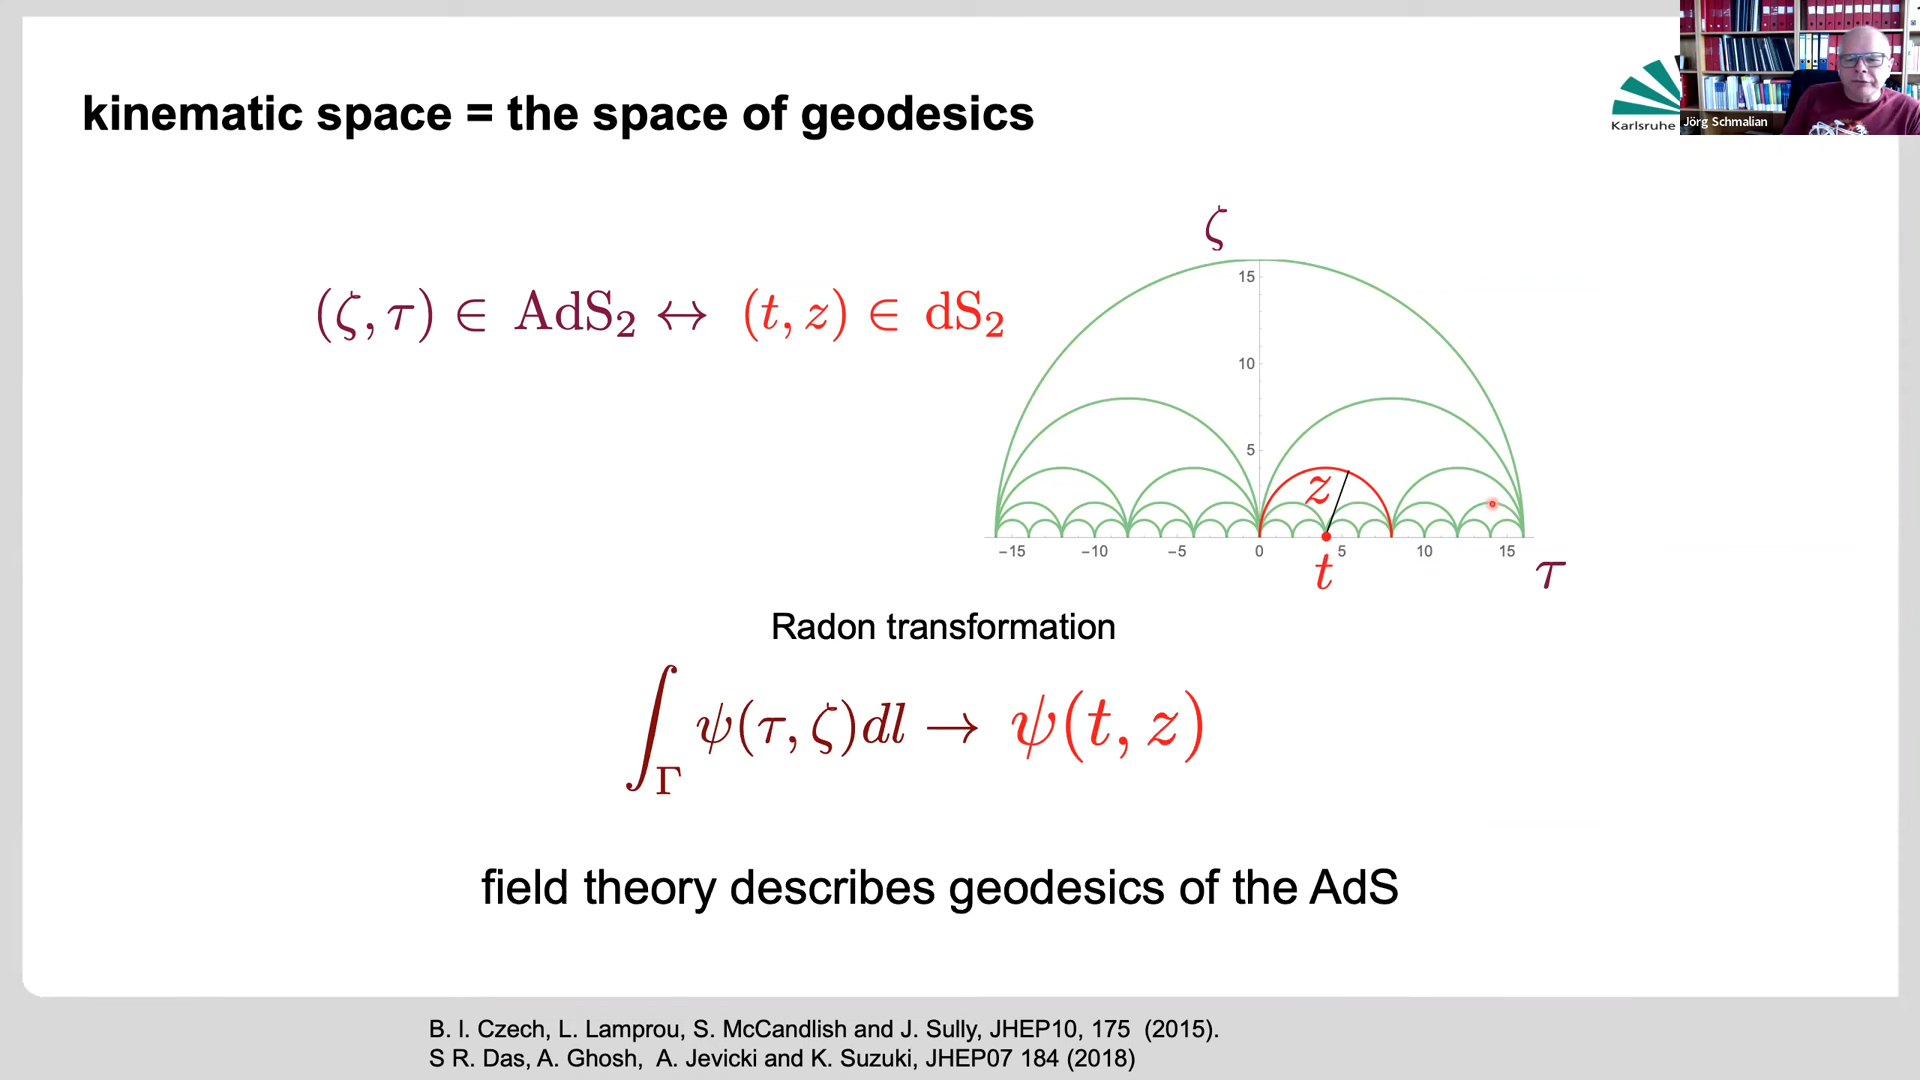 kinematic space = the space of geodesics
Karlsruhe
Jörg Schmalian
(ζ, τ) ∈ AdS₂ ↔ (t, z) ∈ dS₂
ζ
15
10
5
z
−15 −10 −5 0 5 10 15
t
τ
Radon transformation
∫_Γ ψ(τ, ζ)dl → ψ(t, z)
field theory describes geodesics of the AdS
B. I. Czech, L. Lamprou, S. McCandlish and J. Sully, JHEP10, 175 (2015).
S R. Das, A. Ghosh, A. Jevicki and K. Suzuki, JHEP07 184 (2018)